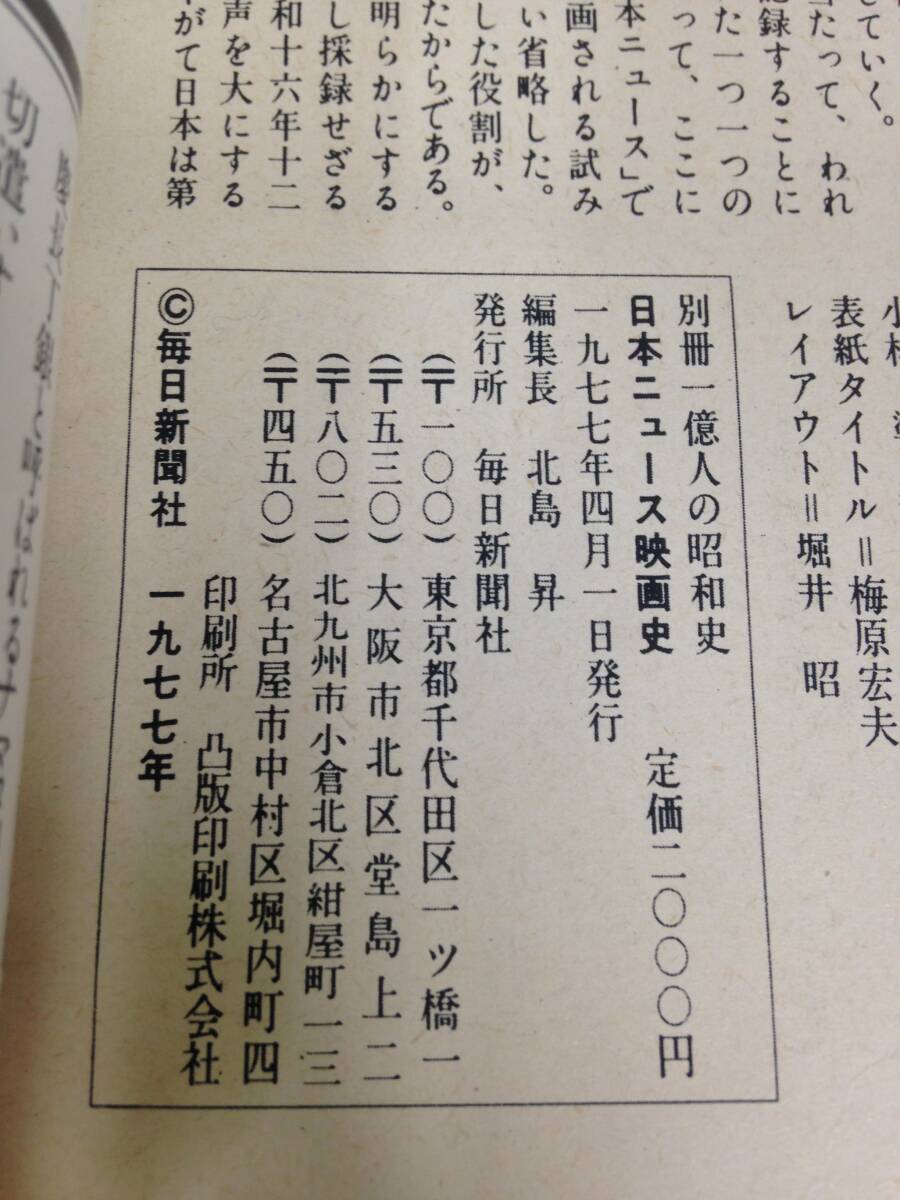 していく。
当たって、われ
記録することに
た一つ一つの
って、ここに
本ニュース」で
画される試み
い省略した。
した役割が、
たからである。
明らかにする
し採録せざる
和十六年十二
声を大にする
がて日本は第
表紙タイトル＝梅原宏夫
レイアウト＝堀井　昭
別冊一億人の昭和史
日本ニュース映画史　定価二〇〇〇円
一九七七年四月一日発行
編集長　北島　昇
発行所　毎日新聞社
（〒一〇〇）東京都千代田区一ツ橋一
（〒五三〇）大阪市北区堂島上二
（〒八〇二）北九州市小倉北区紺屋町一三
（〒四五〇）名古屋市中村区堀内町四
印刷所　凸版印刷株式会社
©毎日新聞社　一九七七年